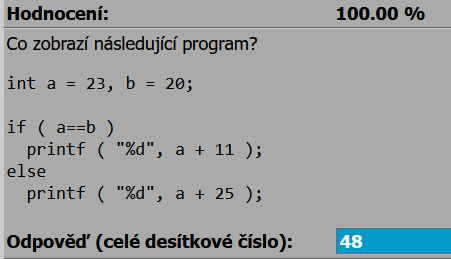 Hodnocení: 100.00 %
Co zobrazí následující program?
int a = 23, b = 20;
if ( a==b )
  printf ( "%d", a + 11 );
else
  printf ( "%d", a + 25 );
Odpověď (celé desítkové číslo): 48